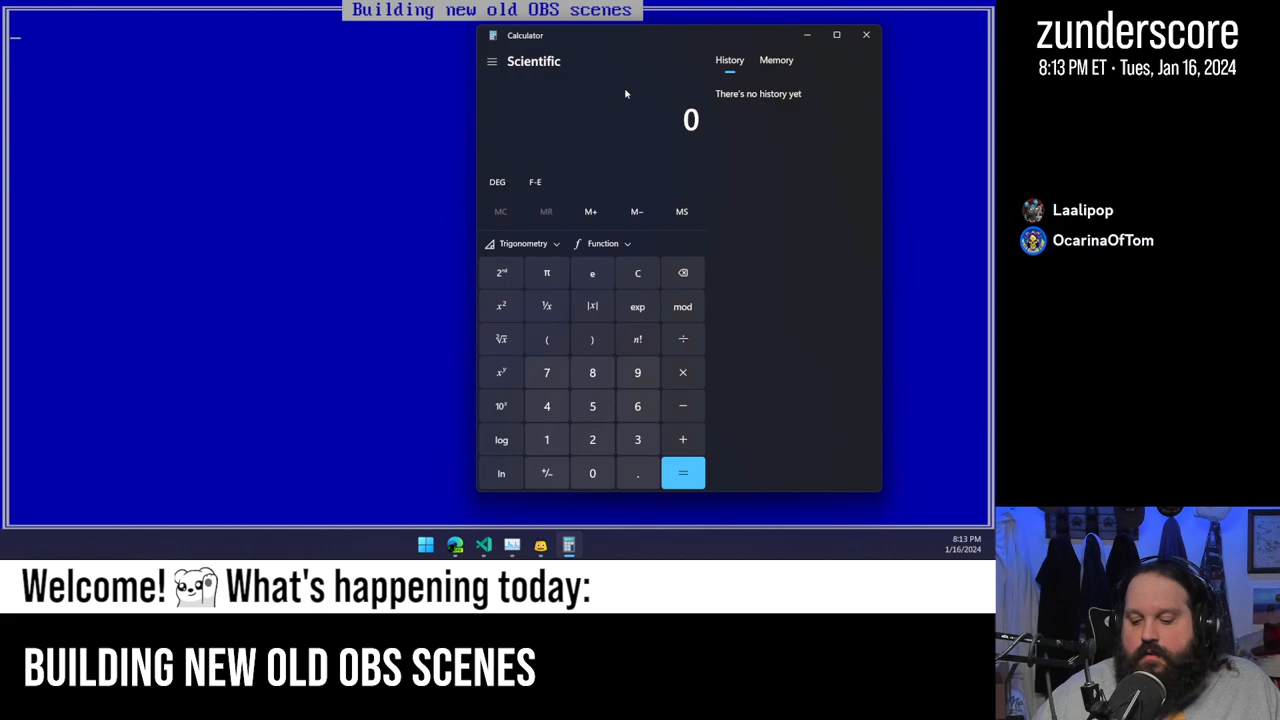 Building new old OBS scenes
Calculator
Scientific
History
Memory
There's no history yet
0
DEG
F-E
MC
MR
M+
M−
MS
Trigonometry
f Function
2nd
π
e
C
x²
¹/x
|x|
exp
mod
²√x
(
)
n!
÷
xʸ
7
8
9
×
10ˣ
4
5
6
−
log
1
2
3
+
ln
+/−
0
.
=
8:13 PM
1/16/2024
zunderscore
8:13 PM ET • Tues, Jan 16, 2024
Laalipop
OcarinaOfTom
Welcome! What's happening today:
BUILDING NEW OLD OBS SCENES